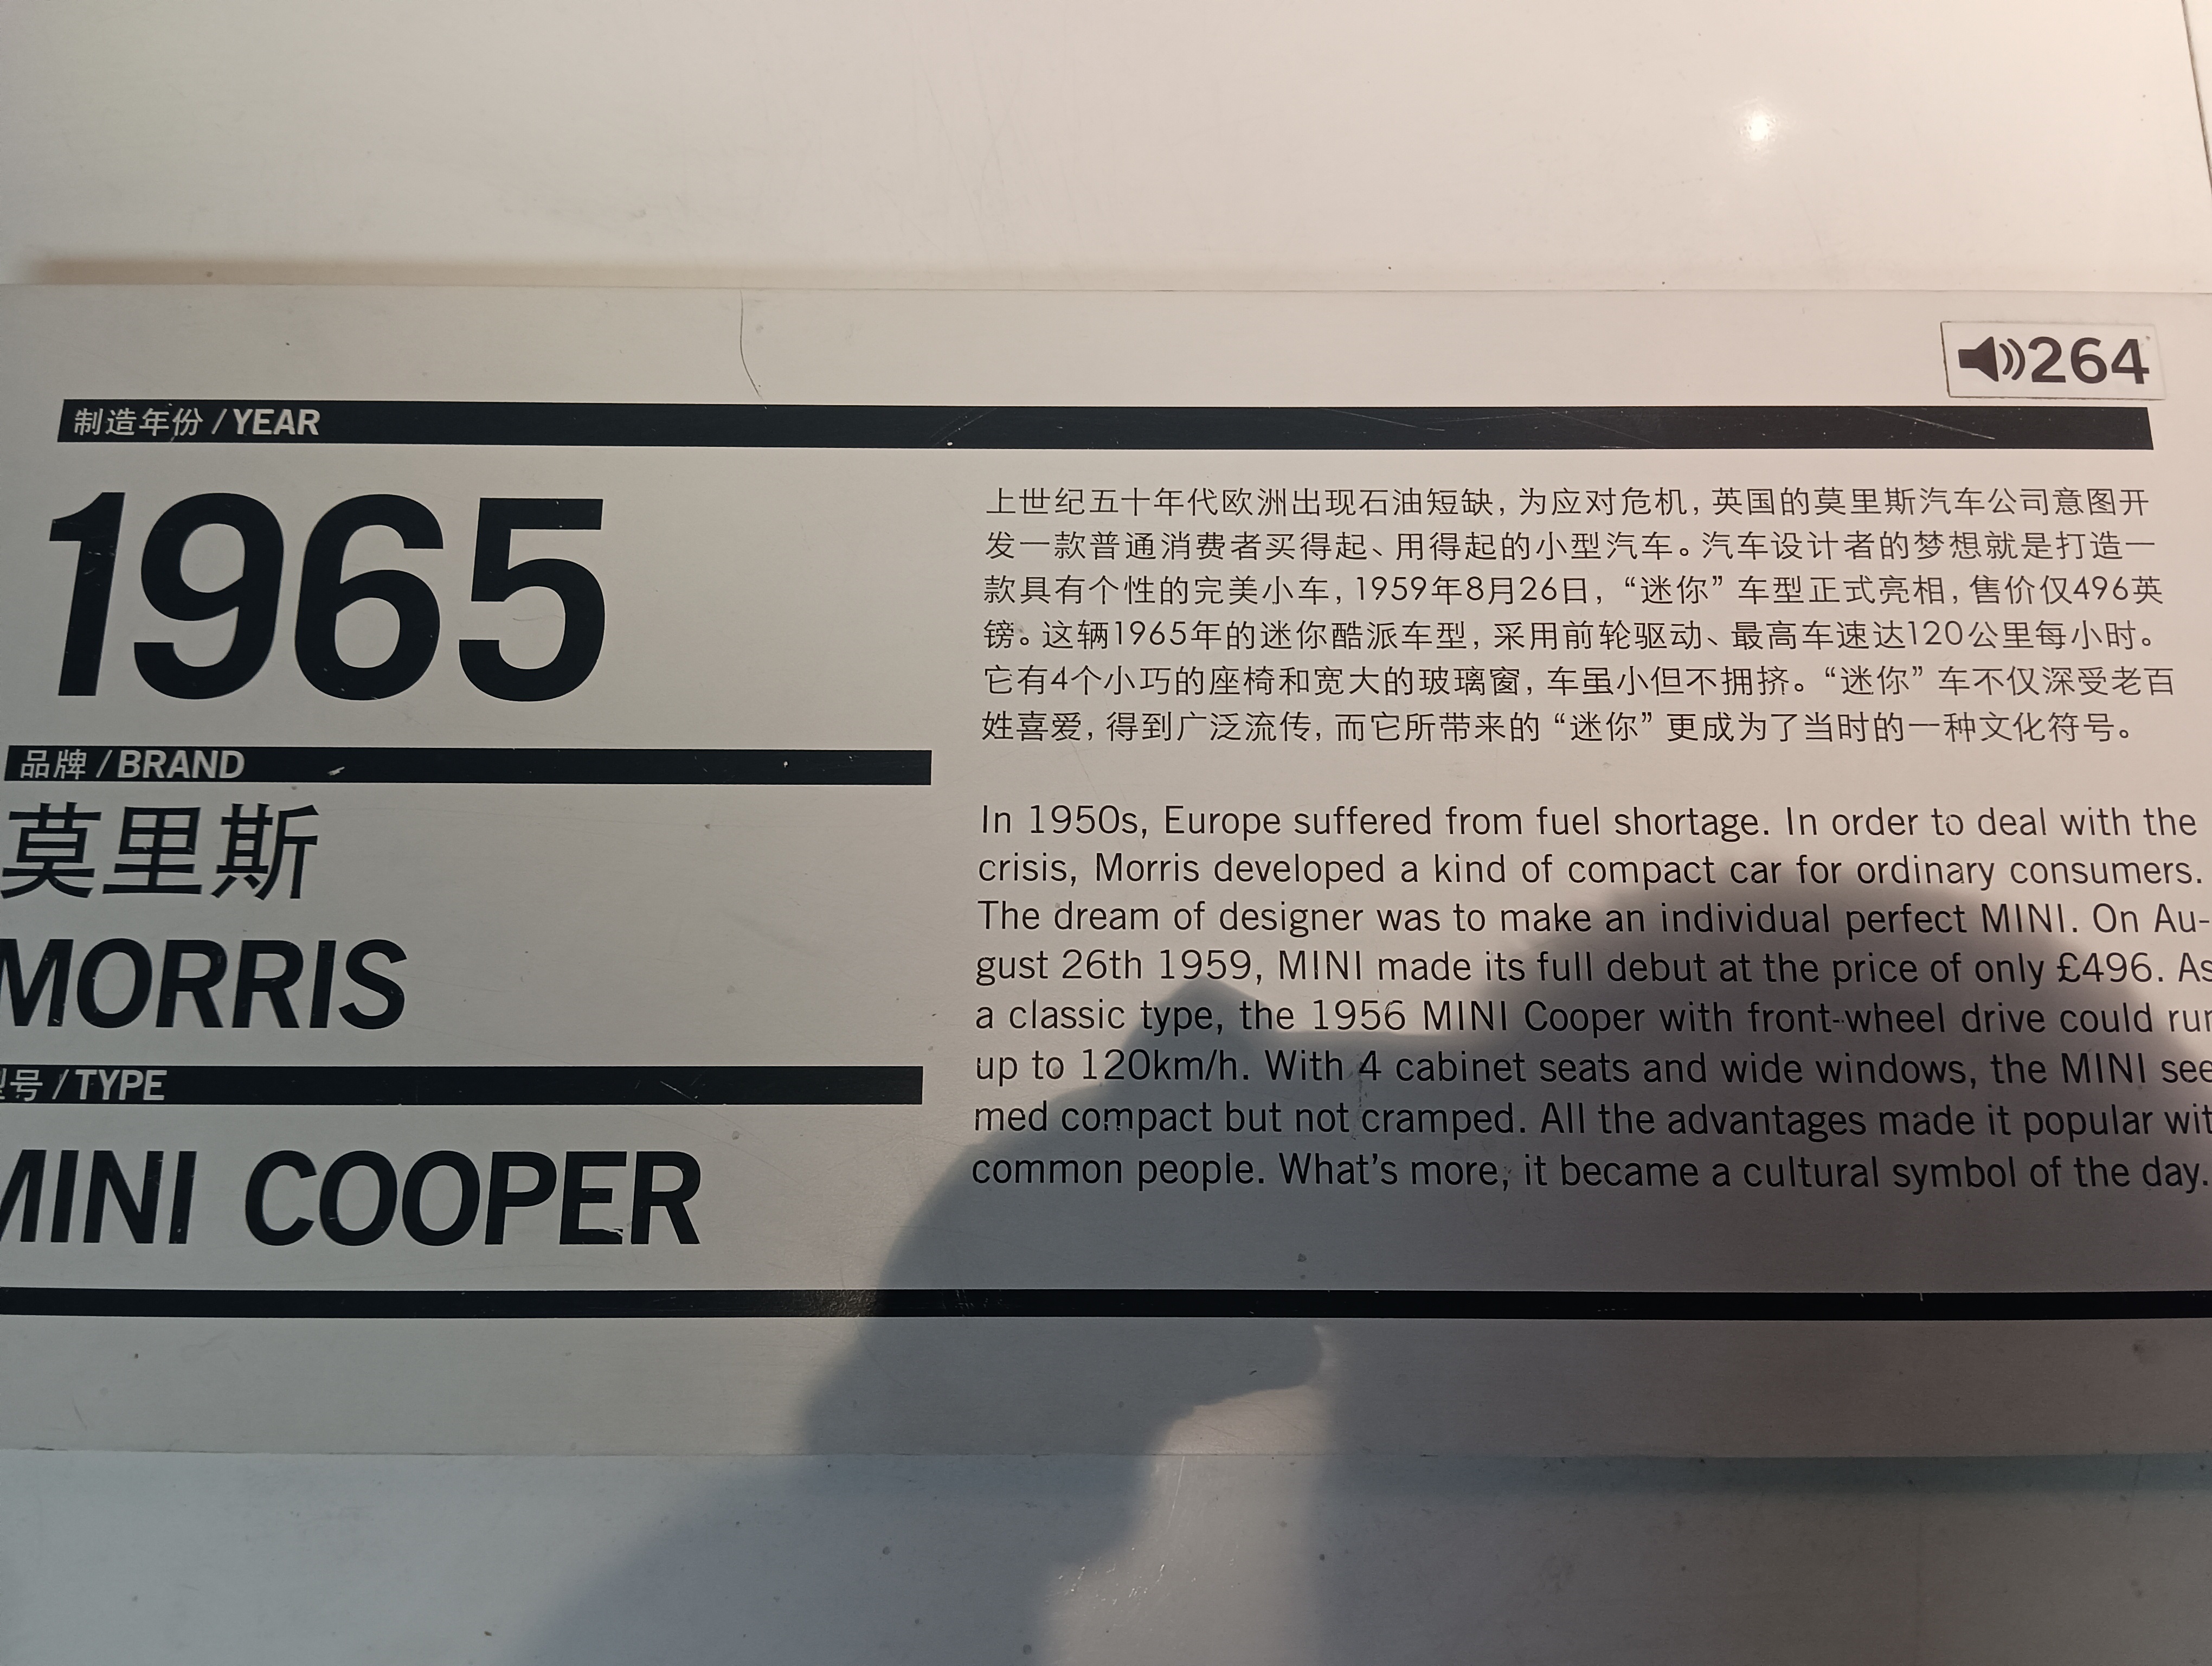 264
制造年份 / YEAR
1965
品牌 / BRAND
莫里斯
MORRIS
型号 / TYPE
MINI COOPER
上世纪五十年代欧洲出现石油短缺，为应对危机，英国的莫里斯汽车公司意图开
发一款普通消费者买得起、用得起的小型汽车。汽车设计者的梦想就是打造一
款具有个性的完美小车，1959年8月26日，“迷你”车型正式亮相，售价仅496英
镑。这辆1965年的迷你酷派车型，采用前轮驱动、最高车速达120公里每小时。
它有4个小巧的座椅和宽大的玻璃窗，车虽小但不拥挤。“迷你”车不仅深受老百
姓喜爱，得到广泛流传，而它所带来的“迷你”更成为了当时的一种文化符号。
In 1950s, Europe suffered from fuel shortage. In order to deal with the
crisis, Morris developed a kind of compact car for ordinary consumers.
The dream of designer was to make an individual perfect MINI. On Au-
gust 26th 1959, MINI made its full debut at the price of only £496. As
a classic type, the 1956 MINI Cooper with front-wheel drive could run
up to 120km/h. With 4 cabinet seats and wide windows, the MINI see
med compact but not cramped. All the advantages made it popular wit
common people. What's more, it became a cultural symbol of the day.